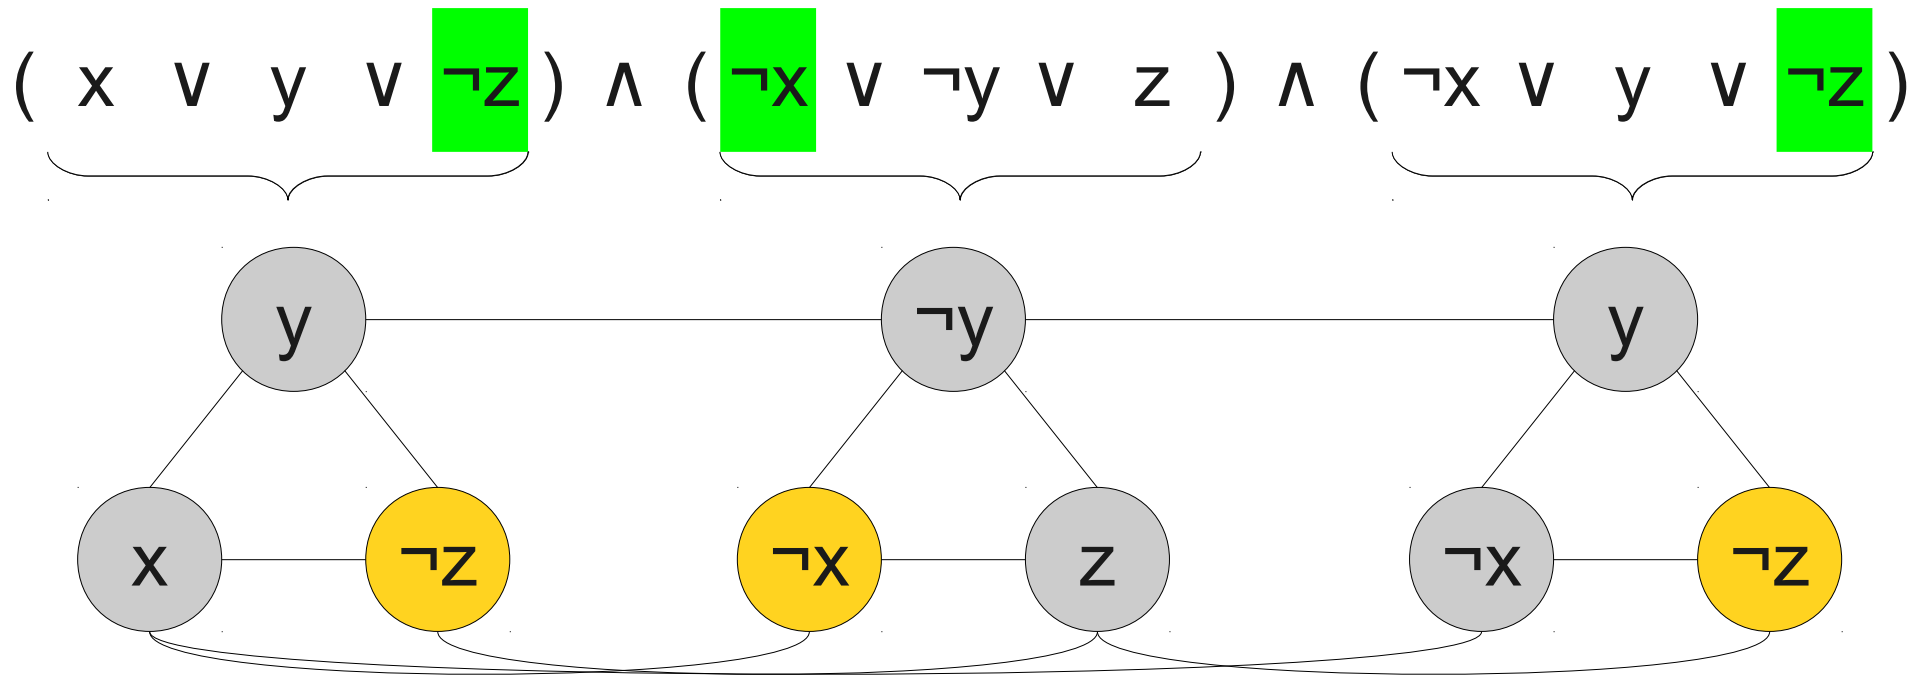 ( x ∨ y ∨ ¬z ) ∧ ( ¬x ∨ ¬y ∨ z ) ∧ ( ¬x ∨ y ∨ ¬z )
y ¬y y
x ¬z ¬x z ¬x ¬z